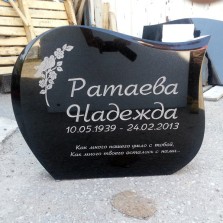 Ратаева
Надежда
10.05.1939 - 24.02.2013
Как много нашего ушло с тобой,
Как много твоего осталось с нами...